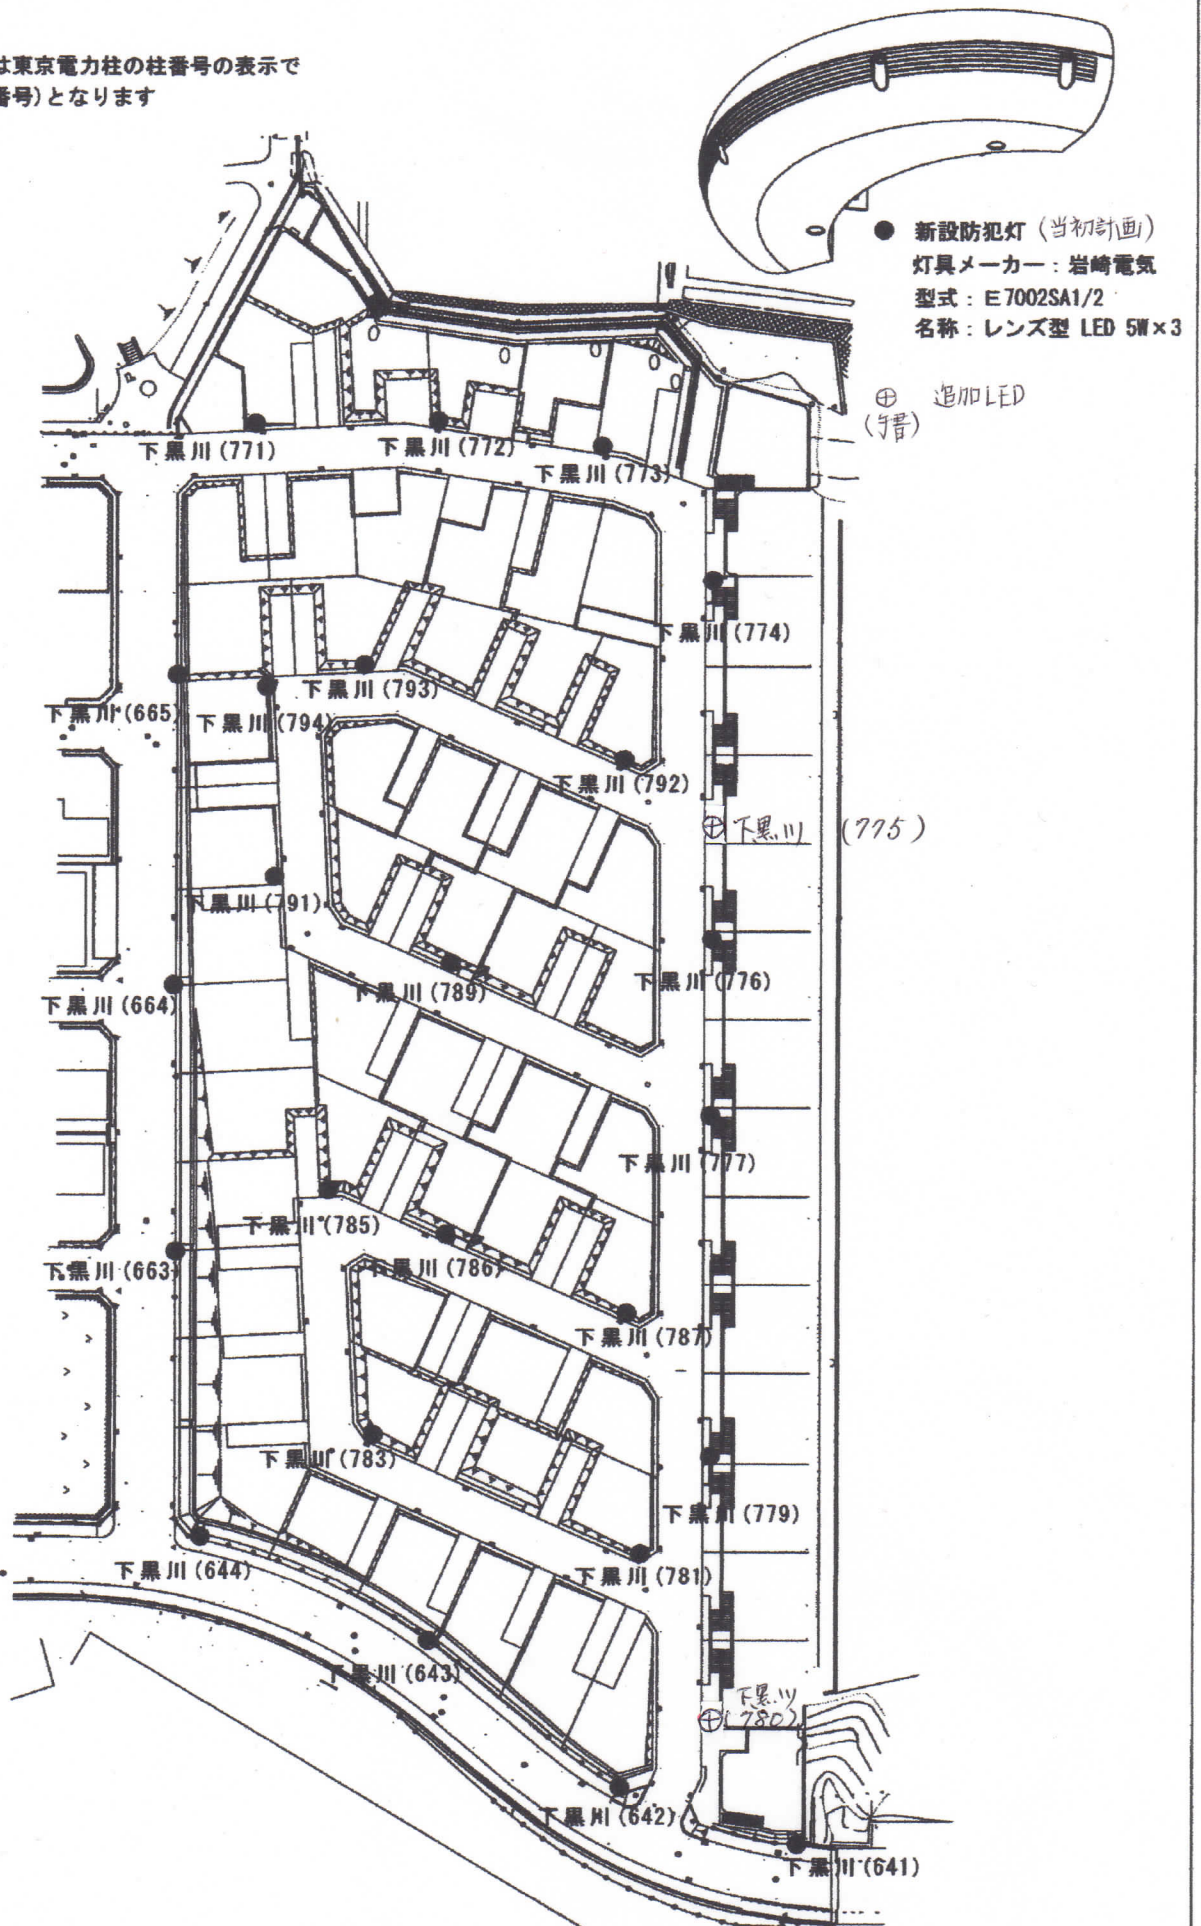 は東京電力柱の柱番号の表示で
番号)となります
● 新設防犯灯 (当初計画)
灯具メーカー：岩崎電気
型式：E7002SA1/2
名称：レンズ型 LED 5W×3
⊕ 追加LED
(手書)
下黒川(771)
下黒川(772)
下黒川(773)
下黒川(774)
下黒川(665)
下黒川(794)
下黒川(793)
下黒川(792)
⊕ 下黒川 (775)
下黒川(791)
下黒川(664)
下黒川(789)
下黒川(776)
下黒川(777)
下黒川(785)
下黒川(663)
下黒川(786)
下黒川(787)
下黒川(783)
下黒川(779)
下黒川(644)
下黒川(781)
下黒川(643)
下黒川
⊕(780)
下黒川(642)
下黒川(641)